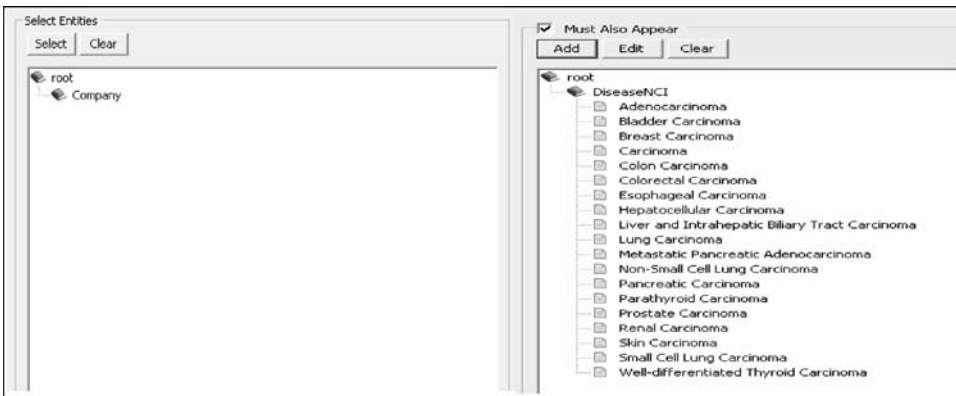 Select Entities
Select Clear
root
Company
Must Also Appear
Add Edit Clear
root
DiseaseNCI
Adenocarcinoma
Bladder Carcinoma
Breast Carcinoma
Carcinoma
Colon Carcinoma
Colorectal Carcinoma
Esophageal Carcinoma
Hepatocellular Carcinoma
Liver and Intrahepatic Biliary Tract Carcinoma
Lung Carcinoma
Metastatic Pancreatic Adenocarcinoma
Non-Small Cell Lung Carcinoma
Pancreatic Carcinoma
Parathyroid Carcinoma
Prostate Carcinoma
Renal Carcinoma
Skin Carcinoma
Small Cell Lung Carcinoma
Well-differentiated Thyroid Carcinoma